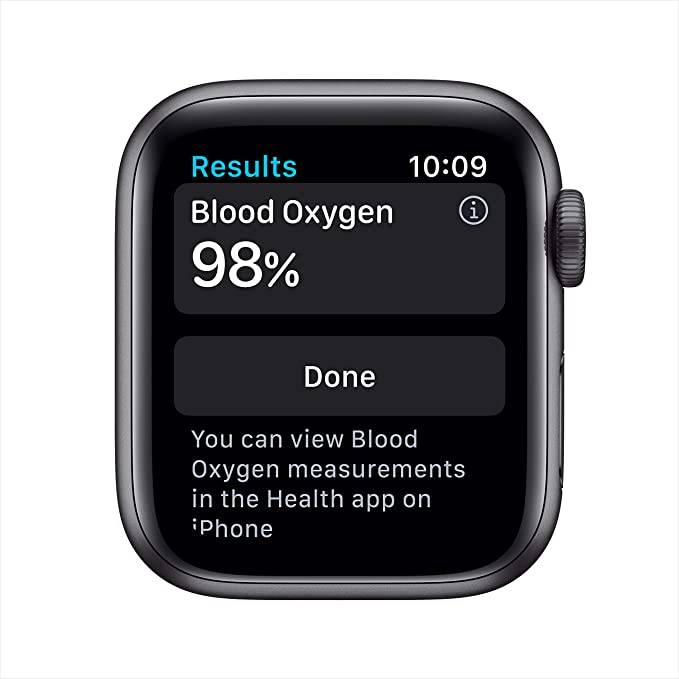 Results 10:09
Blood Oxygen
98%
Done
You can view Blood
Oxygen measurements
in the Health app on
iPhone